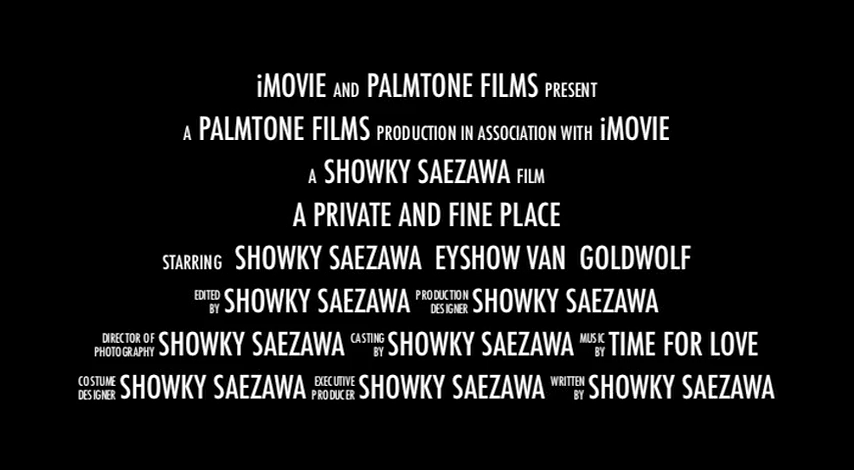 iMOVIE AND PALMTONE FILMS PRESENT
A PALMTONE FILMS PRODUCTION IN ASSOCIATION WITH iMOVIE
A SHOWKY SAEZAWA FILM
A PRIVATE AND FINE PLACE
STARRING SHOWKY SAEZAWA EYSHOW VAN GOLDWOLF
EDITED BY SHOWKY SAEZAWA PRODUCTION DESIGNER SHOWKY SAEZAWA
DIRECTOR OF PHOTOGRAPHY SHOWKY SAEZAWA CASTING BY SHOWKY SAEZAWA MUSIC BY TIME FOR LOVE
COSTUME DESIGNER SHOWKY SAEZAWA EXECUTIVE PRODUCER SHOWKY SAEZAWA WRITTEN BY SHOWKY SAEZAWA